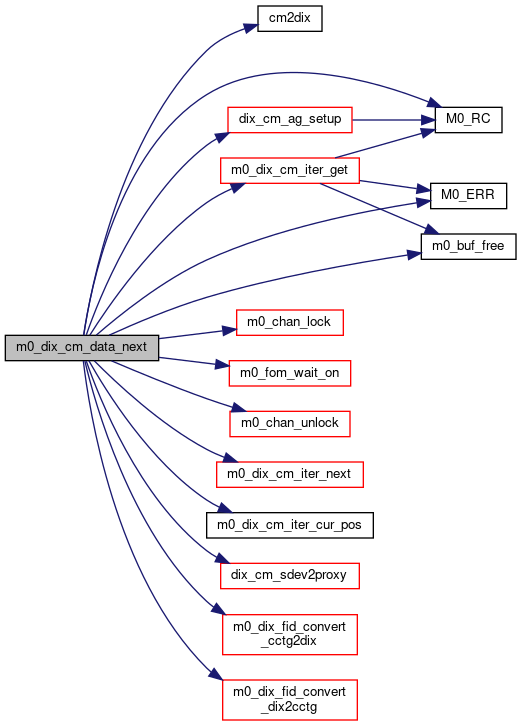 cm2dix
M0_RC
dix_cm_ag_setup
m0_dix_cm_iter_get
M0_ERR
m0_buf_free
m0_chan_lock
m0_dix_cm_data_next
m0_fom_wait_on
m0_chan_unlock
m0_dix_cm_iter_next
m0_dix_cm_iter_cur_pos
dix_cm_sdev2proxy
m0_dix_fid_convert
_cctg2dix
m0_dix_fid_convert
_dix2cctg